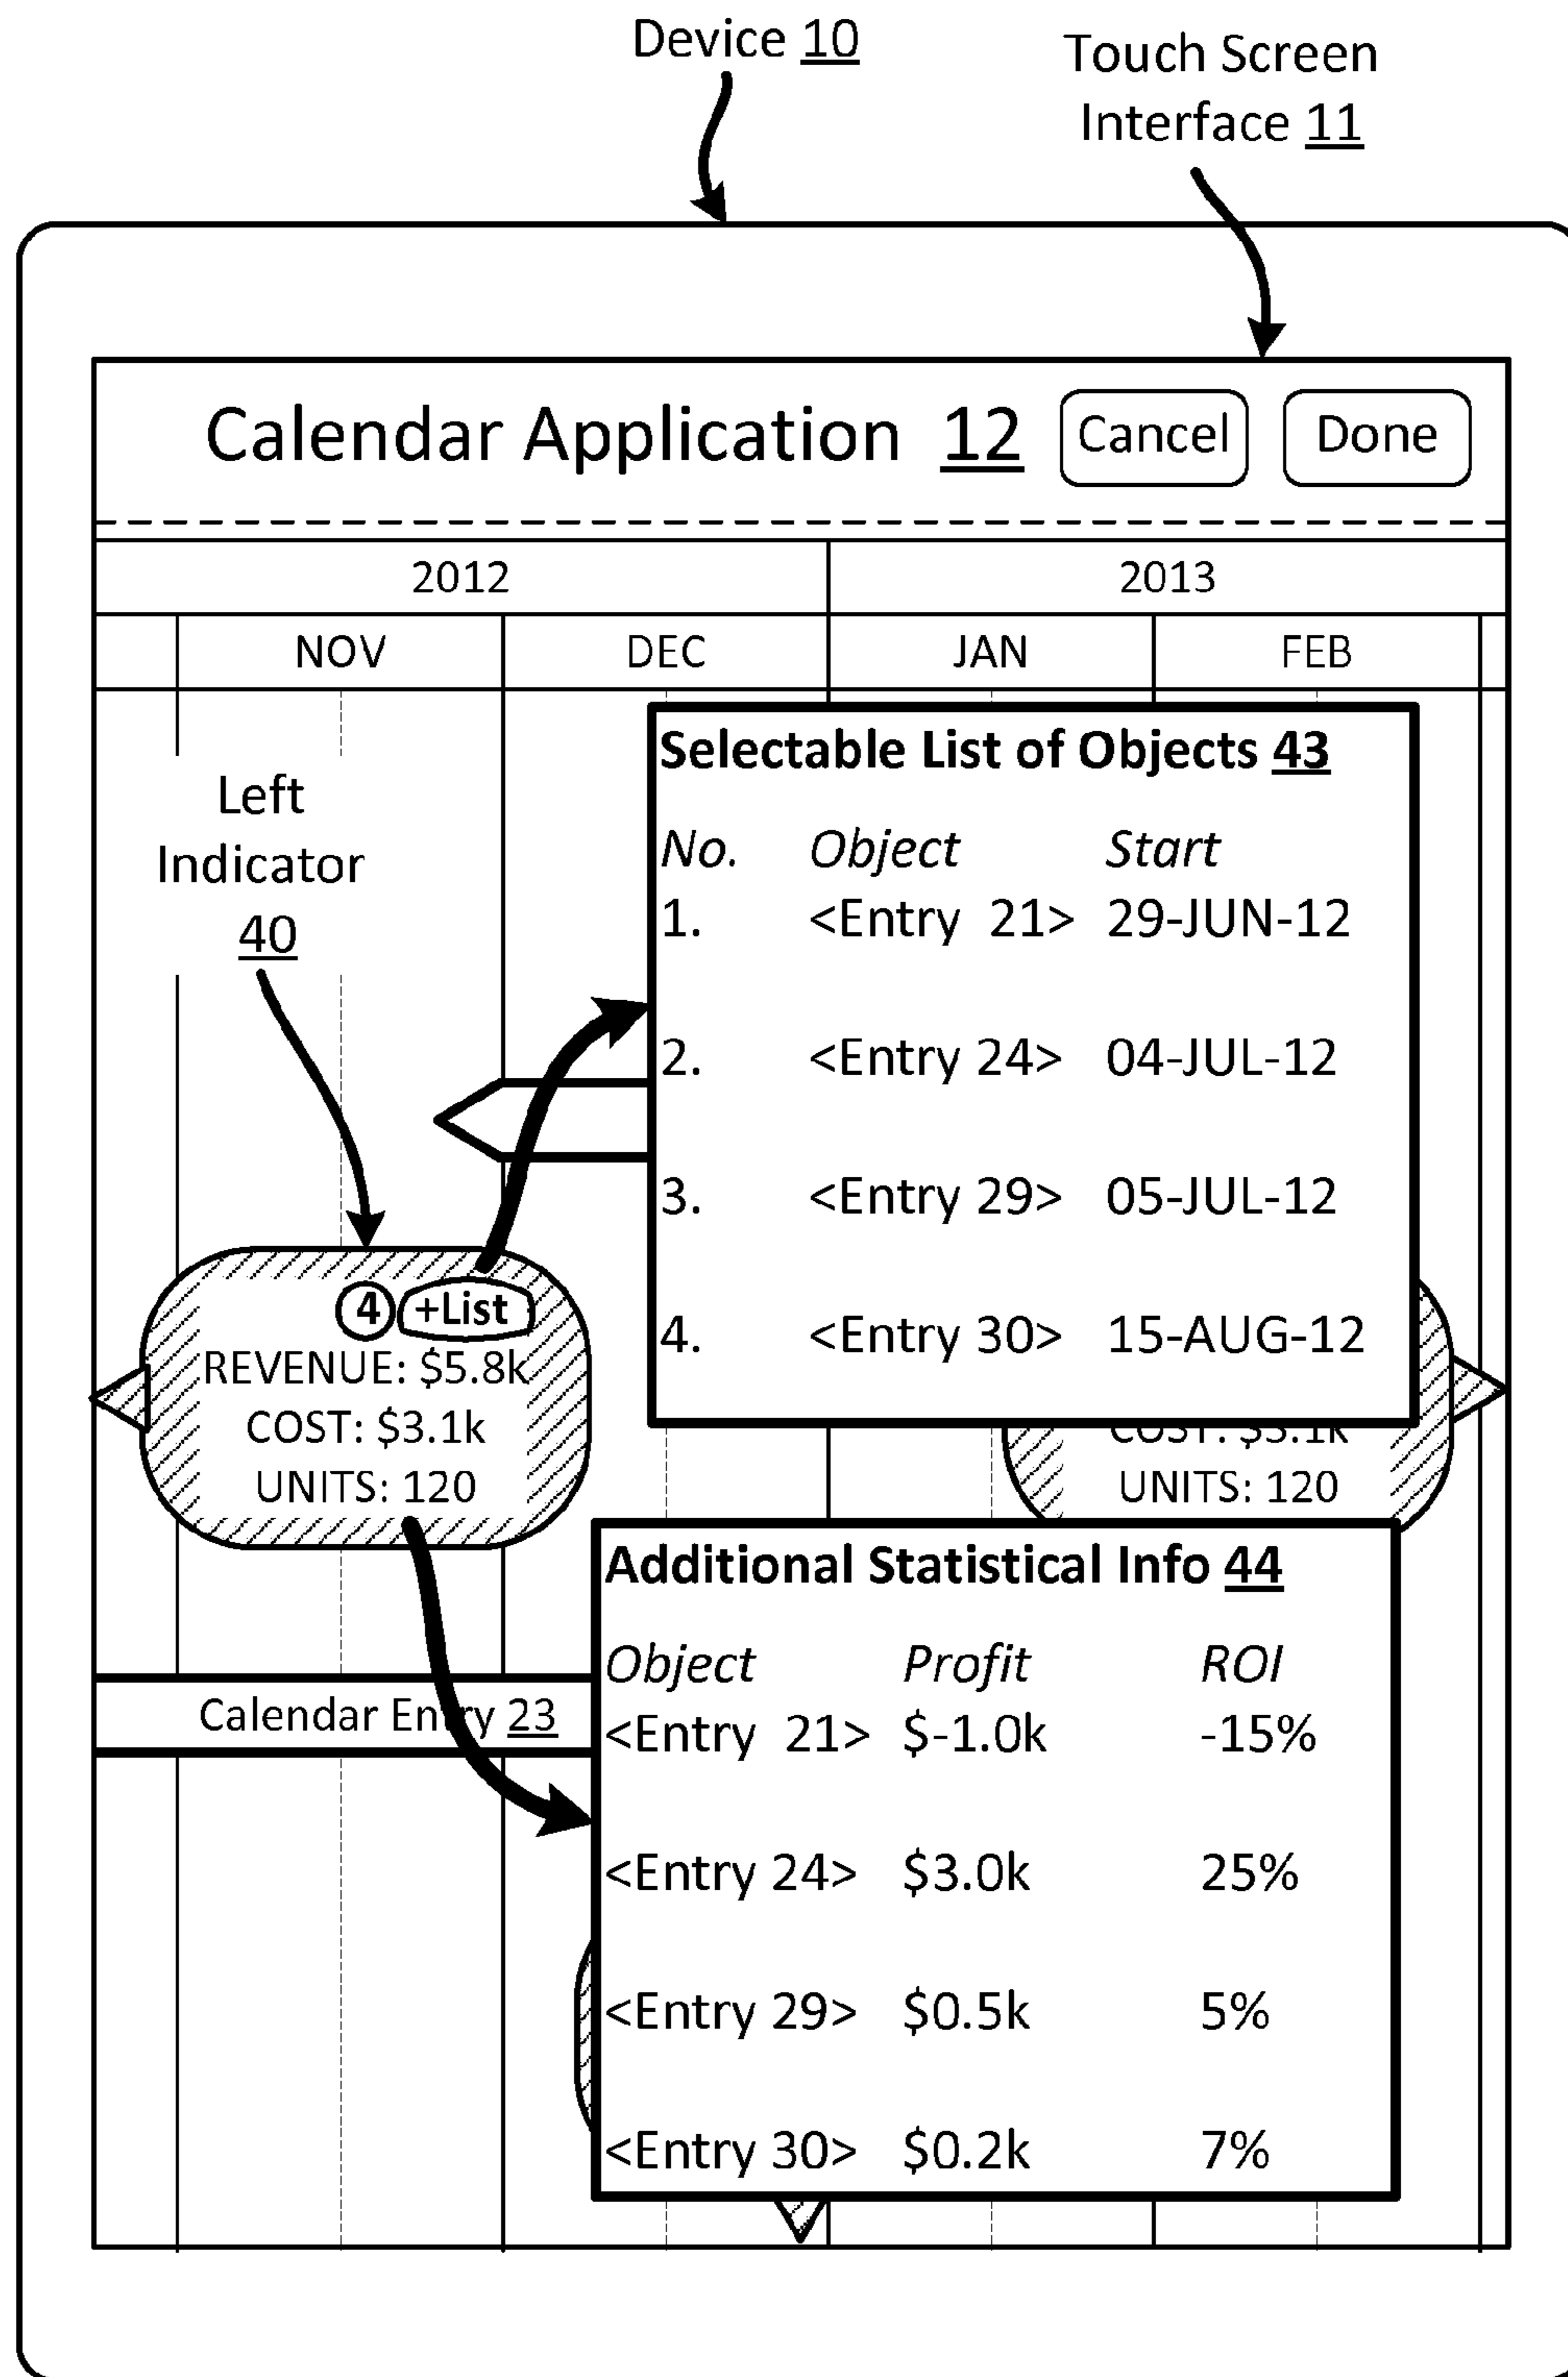 Device 10
Touch Screen
Interface 11
Calendar Application 12
Cancel
Done
2012
2013
NOV
DEC
JAN
FEB
Left
Indicator
40
Selectable List of Objects 43
No. Object Start
1. <Entry 21> 29-JUN-12
2. <Entry 24> 04-JUL-12
3. <Entry 29> 05-JUL-12
4. <Entry 30> 15-AUG-12
4 +List
REVENUE: $5.8k
COST: $3.1k
UNITS: 120
COST: $3.1k
UNITS: 120
Additional Statistical Info 44
Object Profit ROI
<Entry 21> $-1.0k -15%
<Entry 24> $3.0k 25%
<Entry 29> $0.5k 5%
<Entry 30> $0.2k 7%
Calendar Entry 23